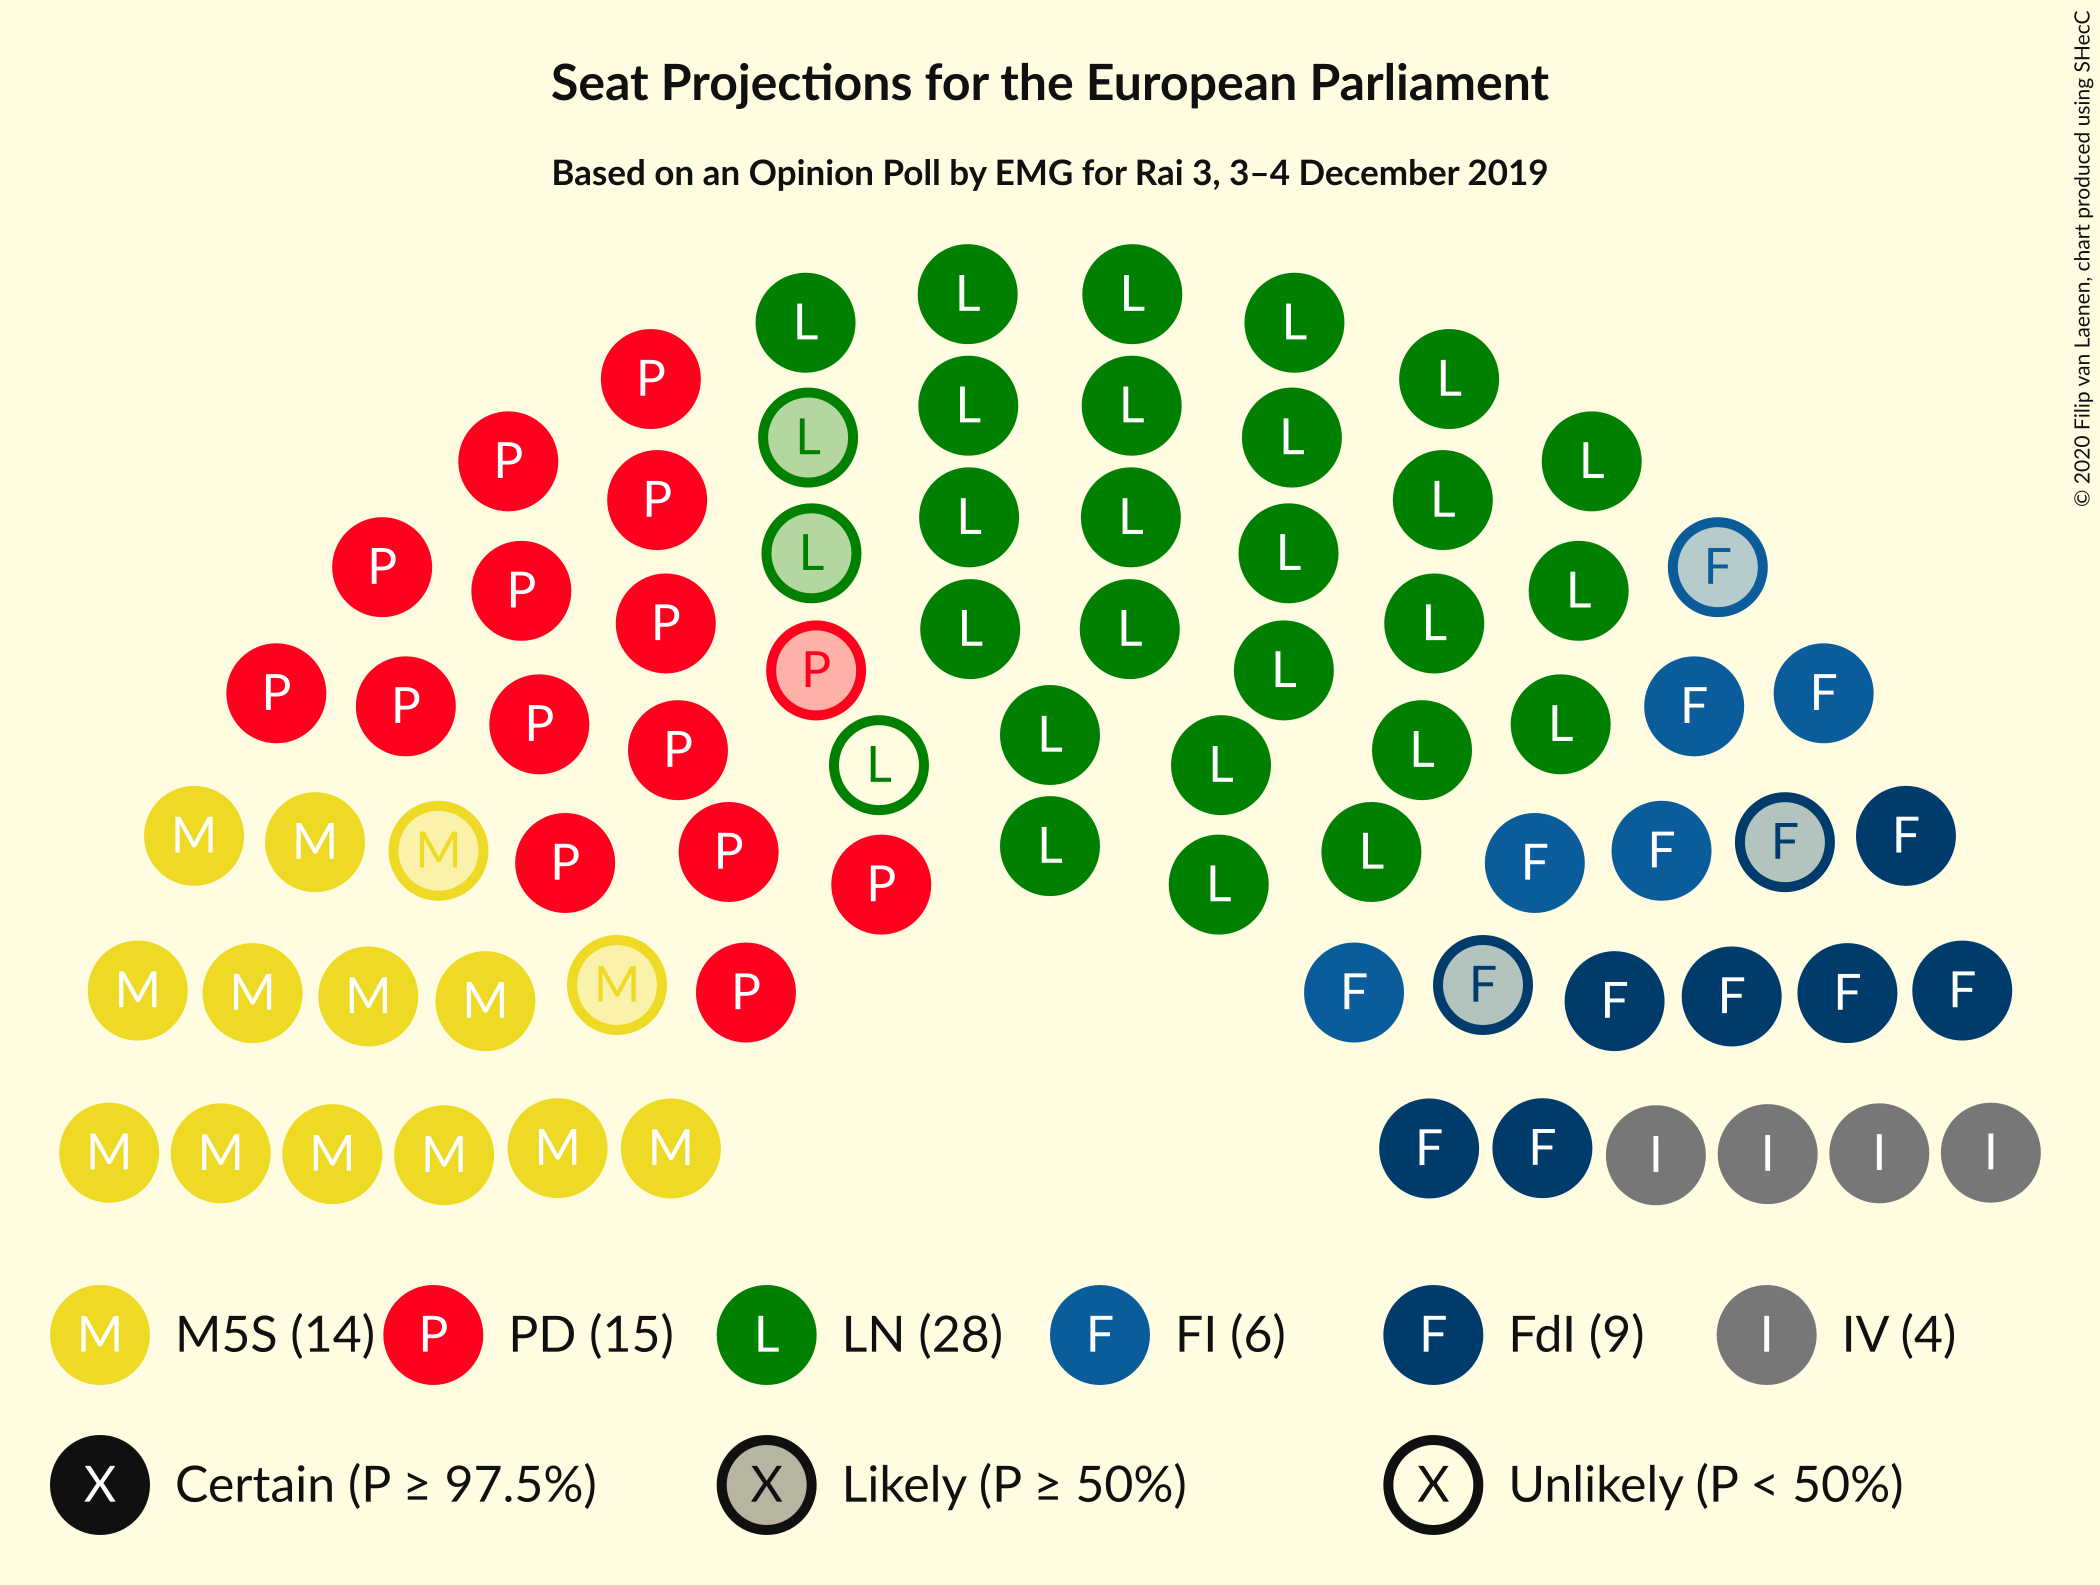 Seat Projections for the European Parliament
Based on an Opinion Poll by EMG for Rai 3, 3–4 December 2019
© 2020 Filip van Laenen, chart produced using SHecC
L L
L L
P L
L L
L L
P L
P L
P L
L L
L L
P F
P L
P L
P L
P L
P F
P F
P L
L
P L
L L
M F
M F
M F
P L
P F
P L
L
M F
M F
M F
M F
M F
P F
M M M M M M F F I I I I
M M5S (14) P PD (15) L LN (28) F FI (6) F FdI (9) I IV (4)
X Certain (P ≥ 97.5%) X Likely (P ≥ 50%) X Unlikely (P < 50%)